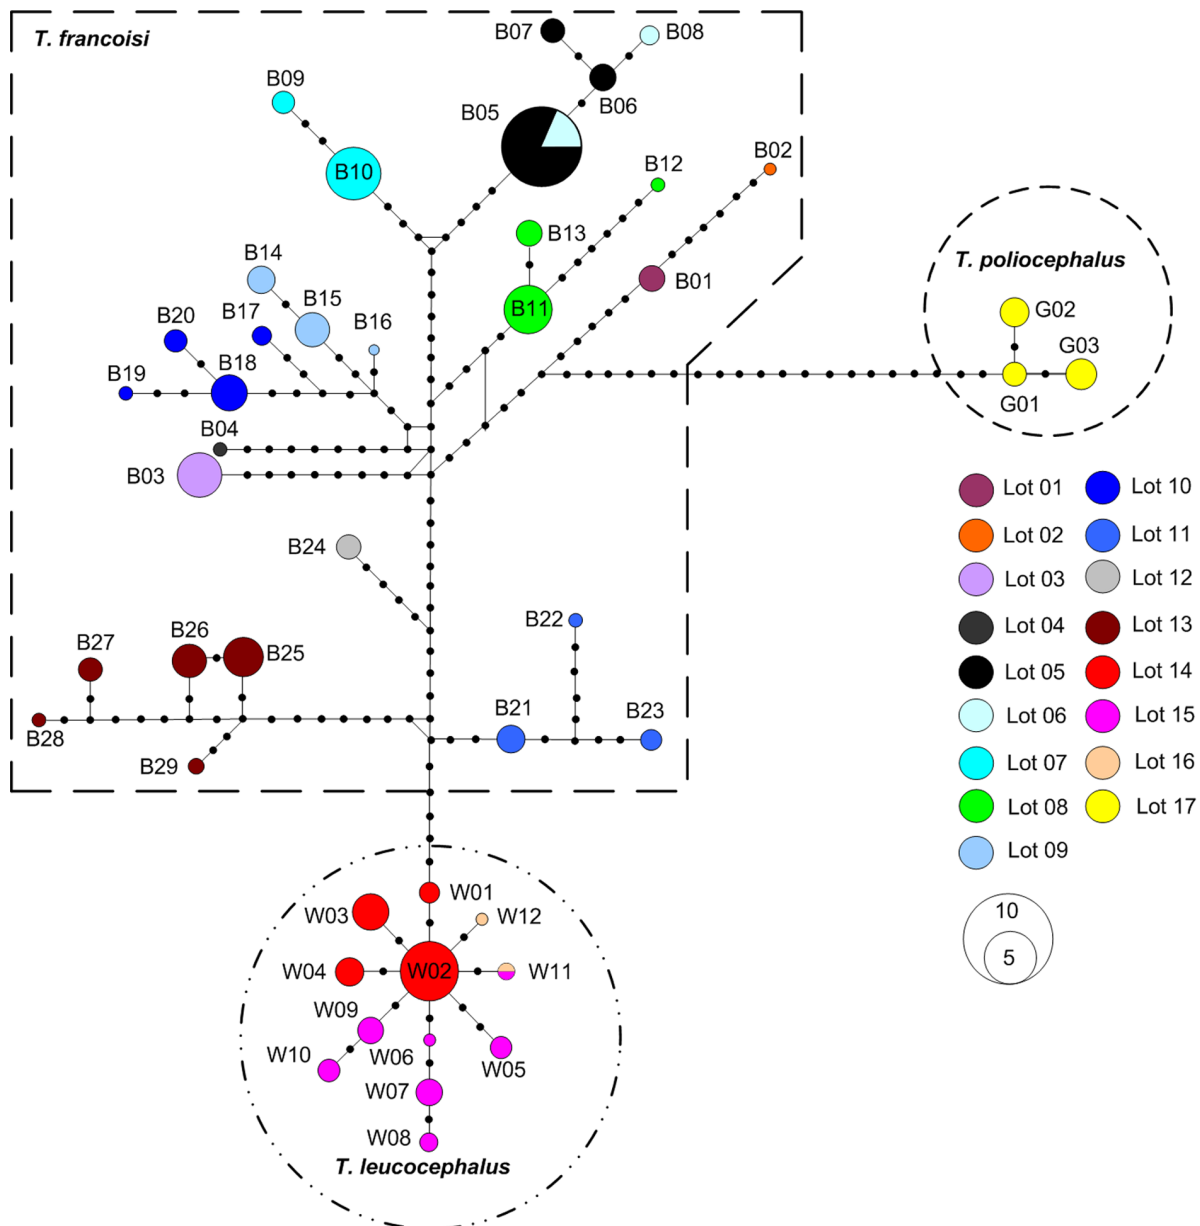 T. francoisi
B07
B08
B09
B05
B06
B10
B12
B02
B13
B14
B01
T. poliocephalus
B15
B11
G02
B20
B17
B16
G03
B19
B18
G01
B04
B03
Lot 01
Lot 10
Lot 02
Lot 11
B24
Lot 03
Lot 12
B22
Lot 04
Lot 13
B27
B26
B25
Lot 05
Lot 14
B21
B23
Lot 06
Lot 15
B28
B29
Lot 07
Lot 16
Lot 08
Lot 17
Lot 09
W01
W03
W12
10
W04
W02
W11
5
W09
W10
W06
W05
W07
W08
T. leucocephalus